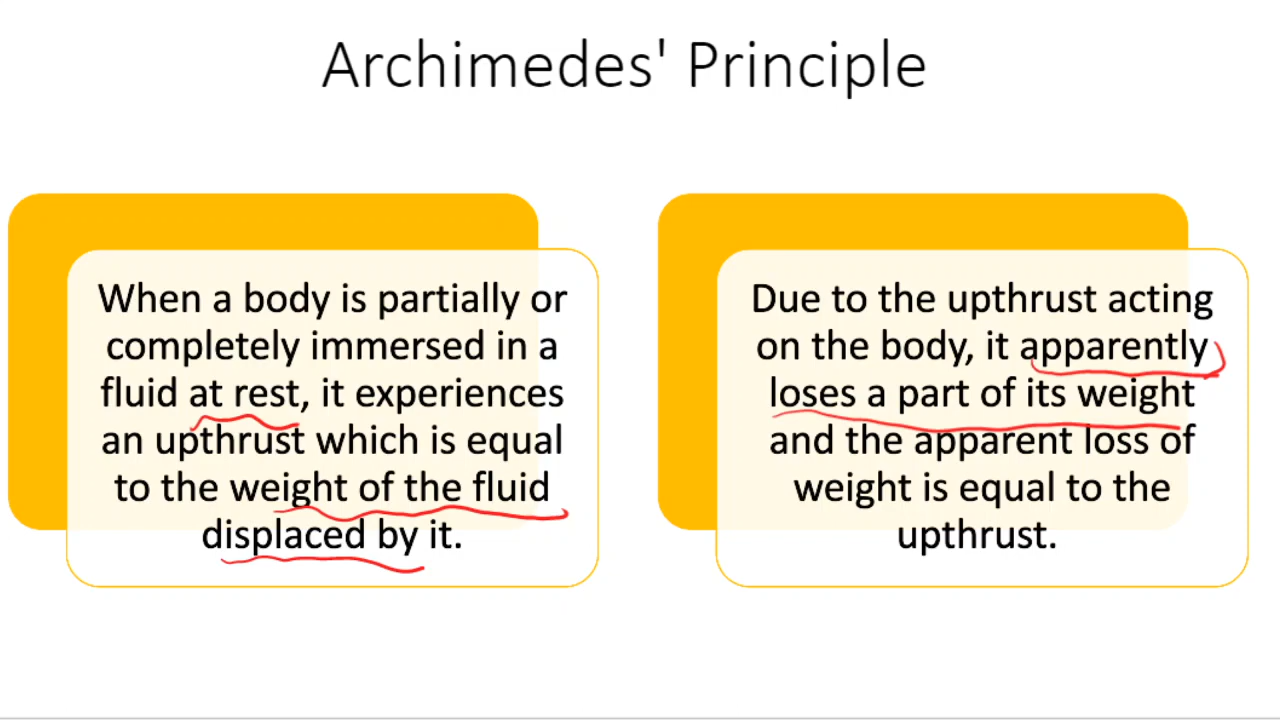 Archimedes' Principle
When a body is partially or
completely immersed in a
fluid at rest, it experiences
an upthrust which is equal
to the weight of the fluid
displaced by it.
Due to the upthrust acting
on the body, it apparently
loses a part of its weight
and the apparent loss of
weight is equal to the
upthrust.